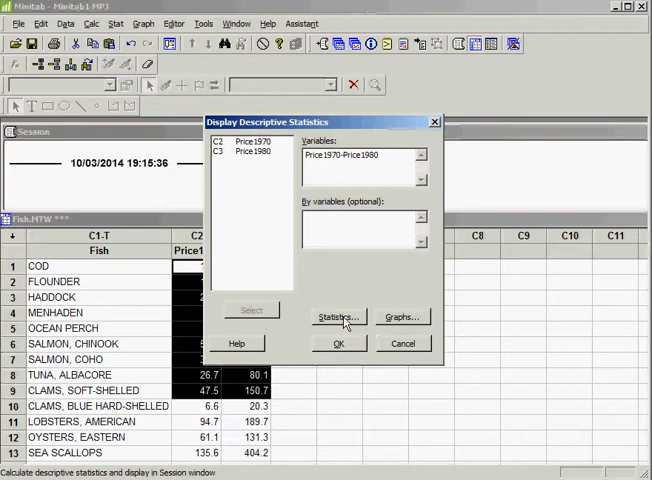 Minitab - Minitab1.MPJ
File Edit Data Calc Stat Graph Editor Tools Window Help Assistant
Session
10/03/2014 19:15:36
Display Descriptive Statistics
C2 Price1970
C3 Price1980
Variables:
Price1970-Price1980
By variables (optional):
Select
Statistics...
Graphs...
Help
OK
Cancel
Fish.MTW ***
C1-T C2 C8 C9 C10 C11
Fish Price1
1 COD
2 FLOUNDER
3 HADDOCK
4 MENHADEN
5 OCEAN PERCH
6 SALMON, CHINOOK
7 SALMON, COHO
8 TUNA, ALBACORE 26.7 80.1
9 CLAMS, SOFT-SHELLED 47.5 150.7
10 CLAMS, BLUE HARD-SHELLED 6.6 20.3
11 LOBSTERS, AMERICAN 94.7 189.7
12 OYSTERS, EASTERN 61.1 131.3
13 SEA SCALLOPS 135.6 404.2
Calculate descriptive statistics and display in Session window